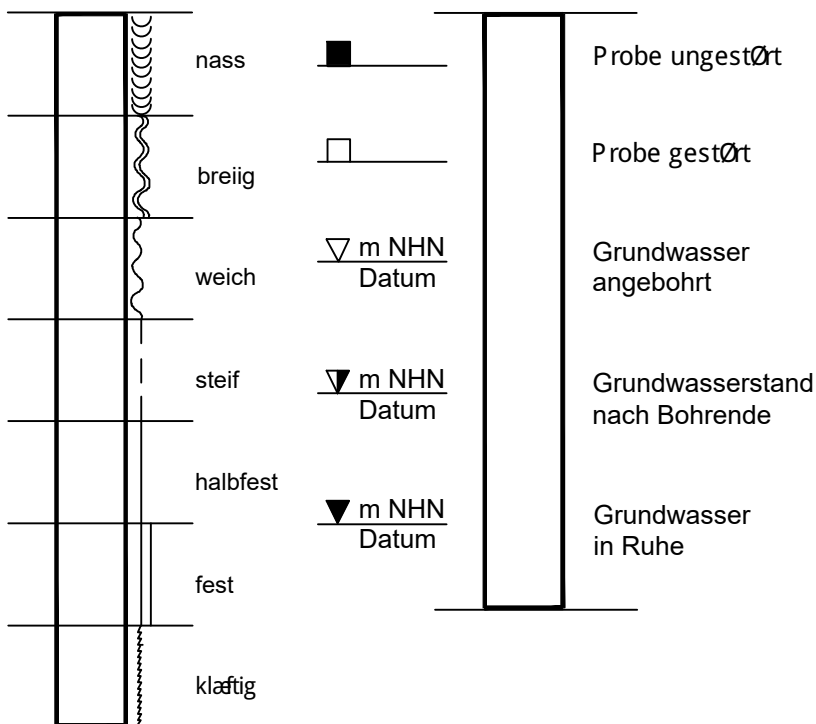 nass
breiig
weich
steif
halbfest
fest
klæftig
Probe ungestØrt
Probe gestØrt
m NHN
Datum
Grundwasser
angebohrt
m NHN
Datum
Grundwasserstand
nach Bohrende
m NHN
Datum
Grundwasser
in Ruhe